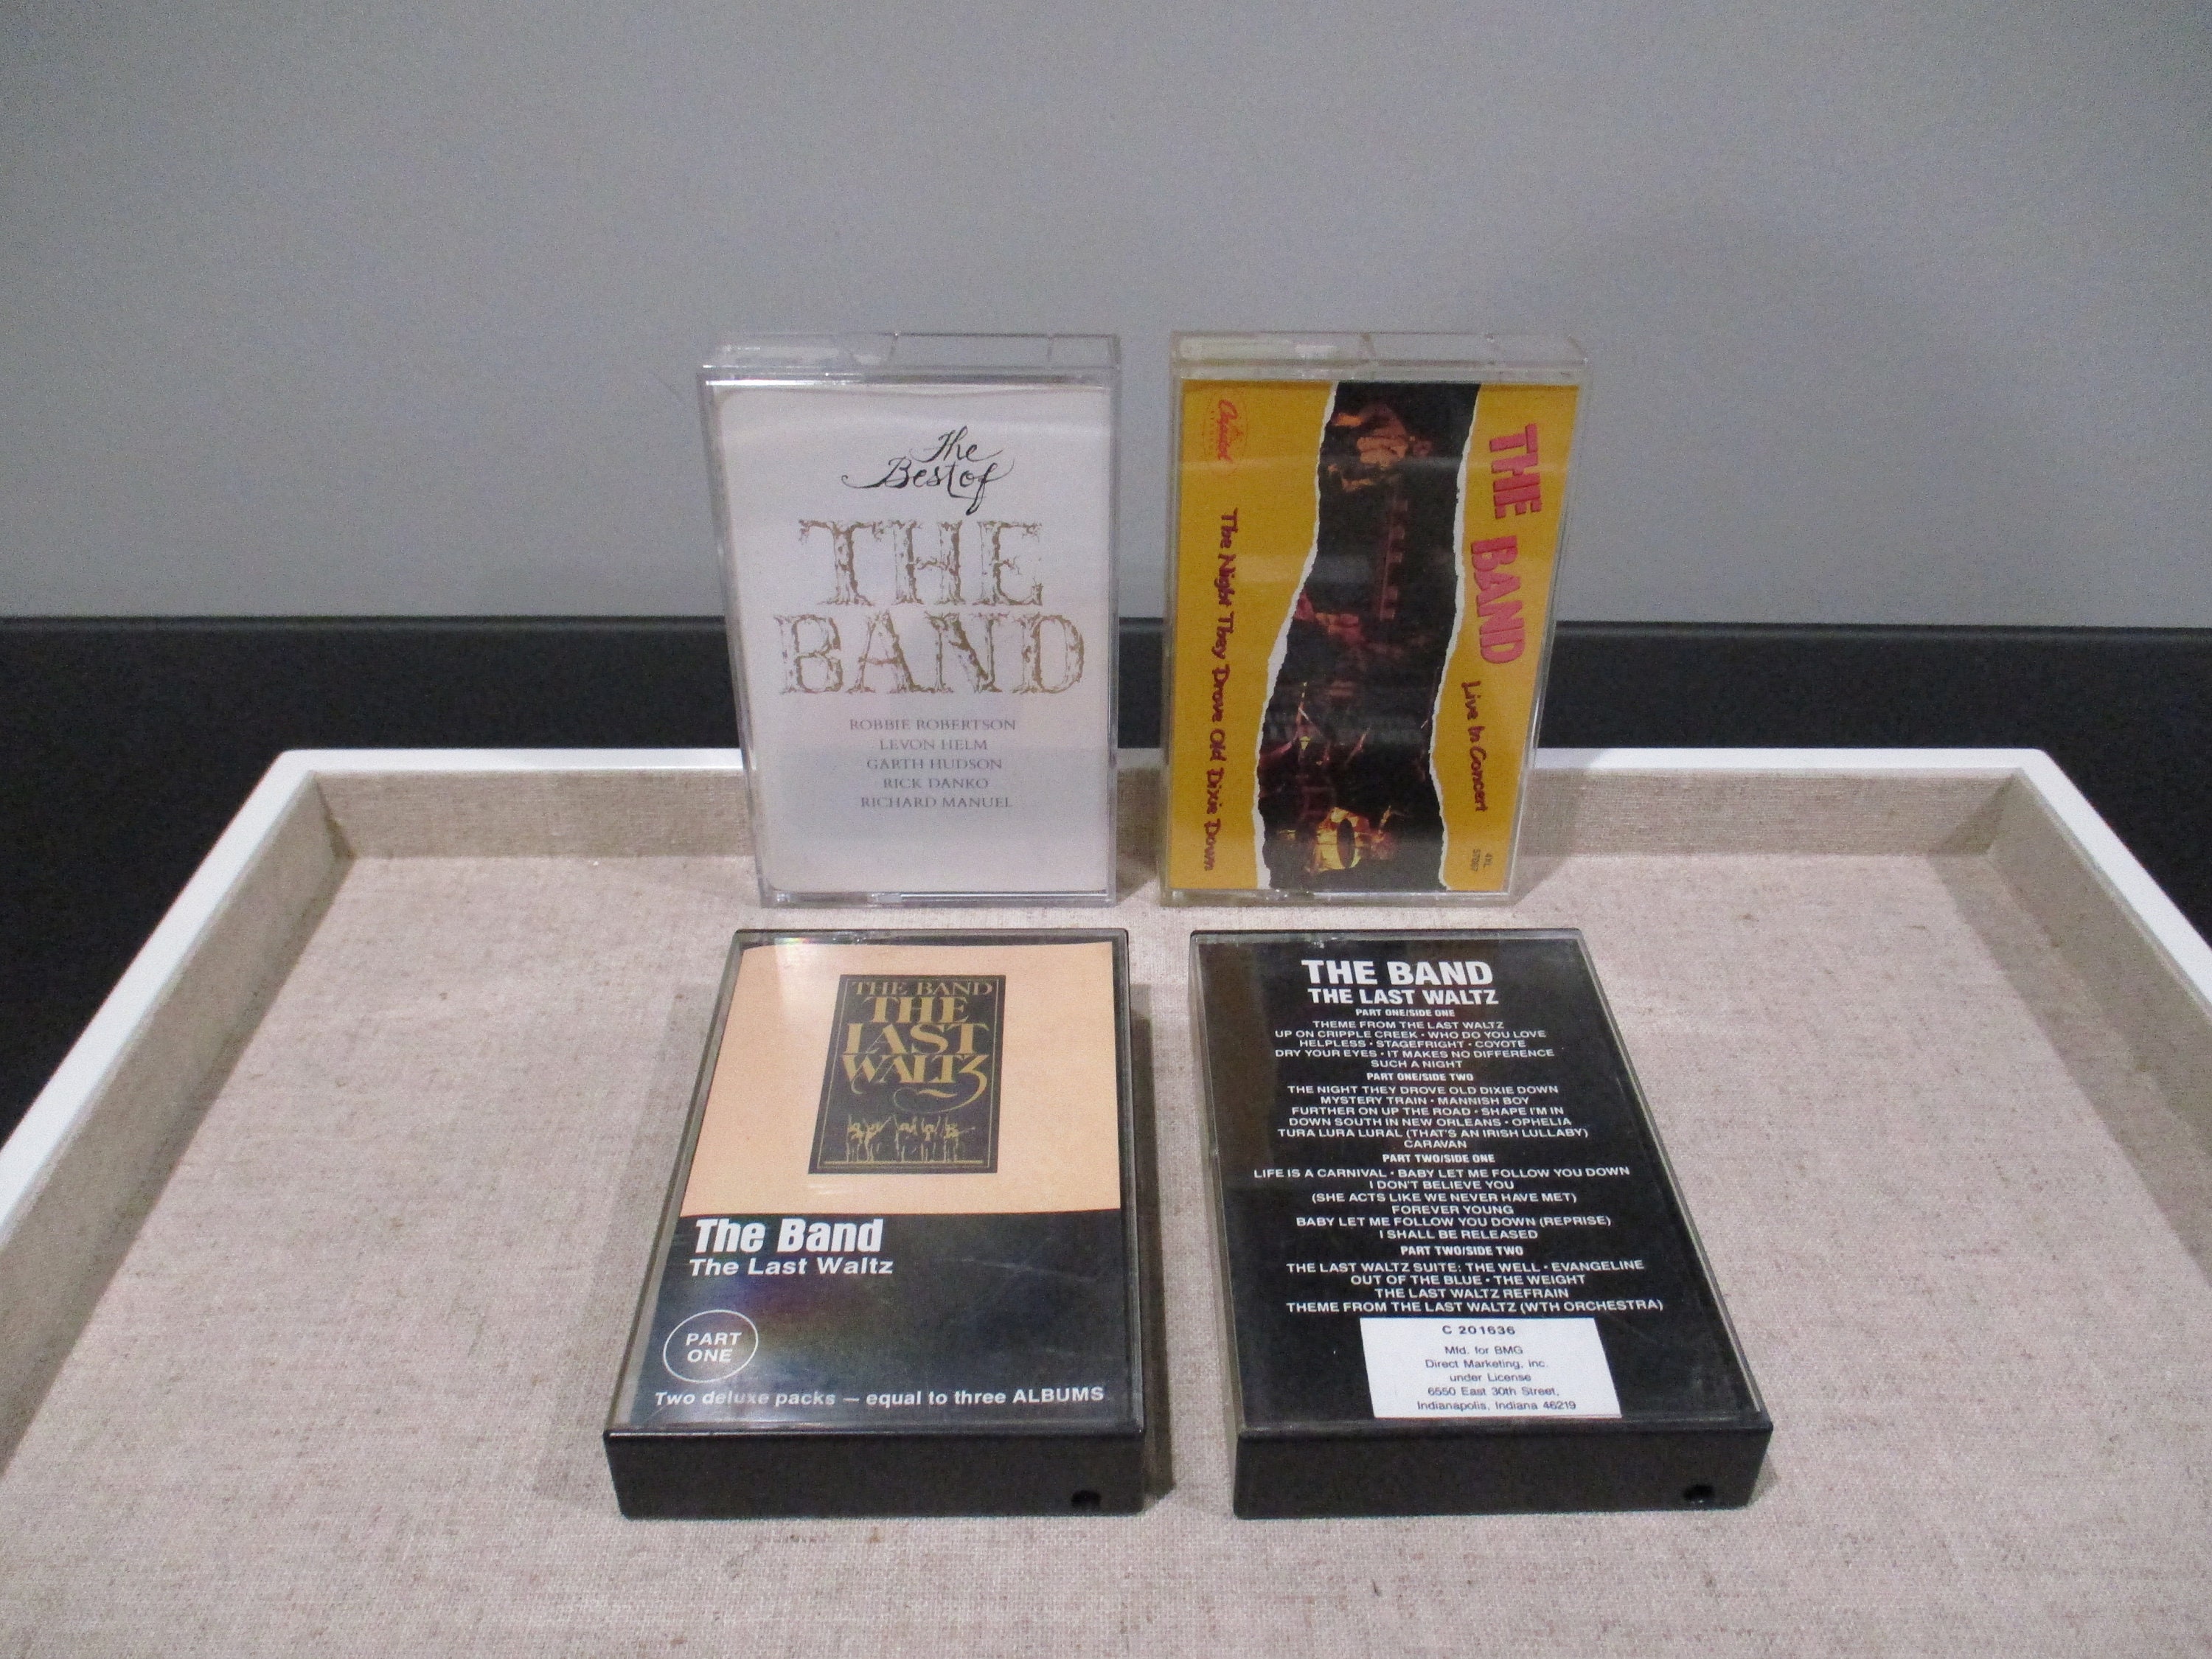 The
Best of
THE
BAND
ROBBIE ROBERTSON
LEVON HELM
GARTH HUDSON
RICK DANKO
RICHARD MANUEL
THE BAND
Live In Concert
The Night They Drove Old Dixie Down
Capitol
4XL
THE BAND
THE
LAST
WALTZ
The Band
The Last Waltz
PART
ONE
Two deluxe packs — equal to three ALBUMS
THE BAND
THE LAST WALTZ
PART ONE/SIDE ONE
THEME FROM THE LAST WALTZ
UP ON CRIPPLE CREEK • WHO DO YOU LOVE
HELPLESS • STAGEFRIGHT • COYOTE
DRY YOUR EYES • IT MAKES NO DIFFERENCE
SUCH A NIGHT
PART ONE/SIDE TWO
THE NIGHT THEY DROVE OLD DIXIE DOWN
MYSTERY TRAIN • MANNISH BOY
FURTHER ON UP THE ROAD • SHAPE I'M IN
DOWN SOUTH IN NEW ORLEANS • OPHELIA
TURA LURA LURAL (THAT'S AN IRISH LULLABY)
CARAVAN
PART TWO/SIDE ONE
LIFE IS A CARNIVAL • BABY LET ME FOLLOW YOU DOWN
I DON'T BELIEVE YOU
(SHE ACTS LIKE WE NEVER HAVE MET)
FOREVER YOUNG
BABY LET ME FOLLOW YOU DOWN (REPRISE)
I SHALL BE RELEASED
PART TWO/SIDE TWO
THE LAST WALTZ SUITE: THE WELL • EVANGELINE
OUT OF THE BLUE • THE WEIGHT
THE LAST WALTZ REFRAIN
THEME FROM THE LAST WALTZ (WTH ORCHESTRA)
C 201636
Mfd. for BMG
Direct Marketing, Inc.
under License
6550 East 30th Street,
Indianapolis, Indiana 46219